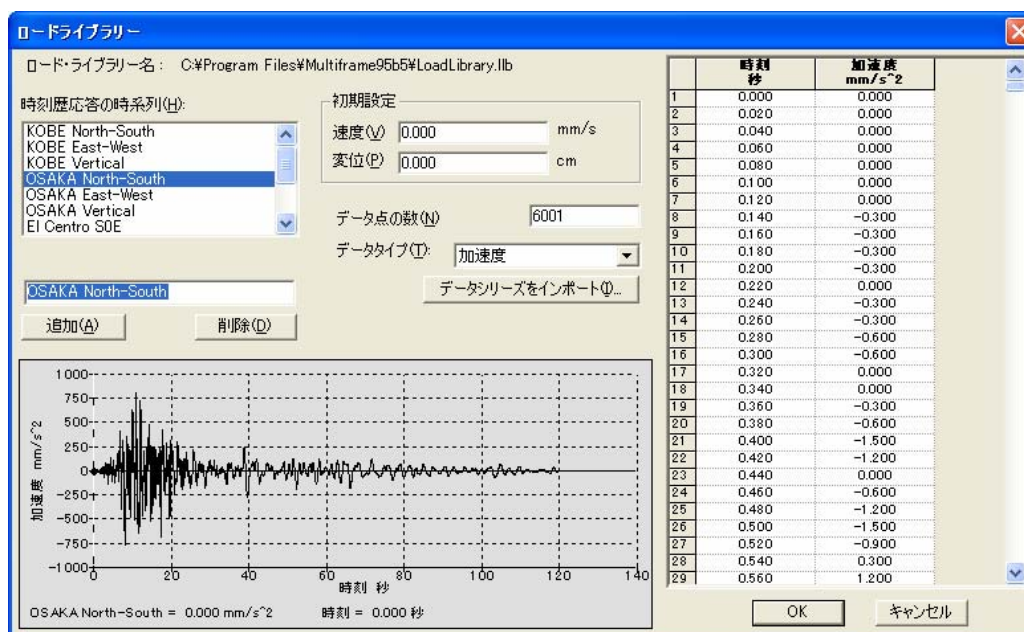 ロードライブラリー
ロード・ライブラリー名： C:¥Program Files¥Multiframe95b5¥LoadLibrary.llb
時刻歴応答の時系列(H):
KOBE North-South
KOBE East-West
KOBE Vertical
OSAKA North-South
OSAKA East-West
OSAKA Vertical
El Centro S0E
OSAKA North-South
追加(A)
削除(D)
初期設定
速度(V) 0.000 mm/s
変位(P) 0.000 cm
データ点の数(N) 6001
データタイプ(T): 加速度
データシリーズをインポート(I)...
加速度 mm/s^2
1000
750
500
250
0
-250
-500
-750
-1000
0 20 40 60 80 100 120 140
時刻 秒
OSAKA North-South = 0.000 mm/s^2 時刻 = 0.000 秒
時刻 加速度
秒 mm/s^2
1 0.000 0.000
2 0.020 0.000
3 0.040 0.000
4 0.060 0.000
5 0.080 0.000
6 0.100 0.000
7 0.120 0.000
8 0.140 -0.300
9 0.160 -0.300
10 0.180 -0.300
11 0.200 -0.300
12 0.220 0.000
13 0.240 -0.300
14 0.260 -0.300
15 0.280 -0.600
16 0.300 -0.600
17 0.320 0.000
18 0.340 0.000
19 0.360 -0.300
20 0.380 -0.600
21 0.400 -1.500
22 0.420 -1.200
23 0.440 0.000
24 0.460 -0.600
25 0.480 -1.200
26 0.500 -1.500
27 0.520 -0.900
28 0.540 0.300
29 0.560 1.200
OK
キャンセル